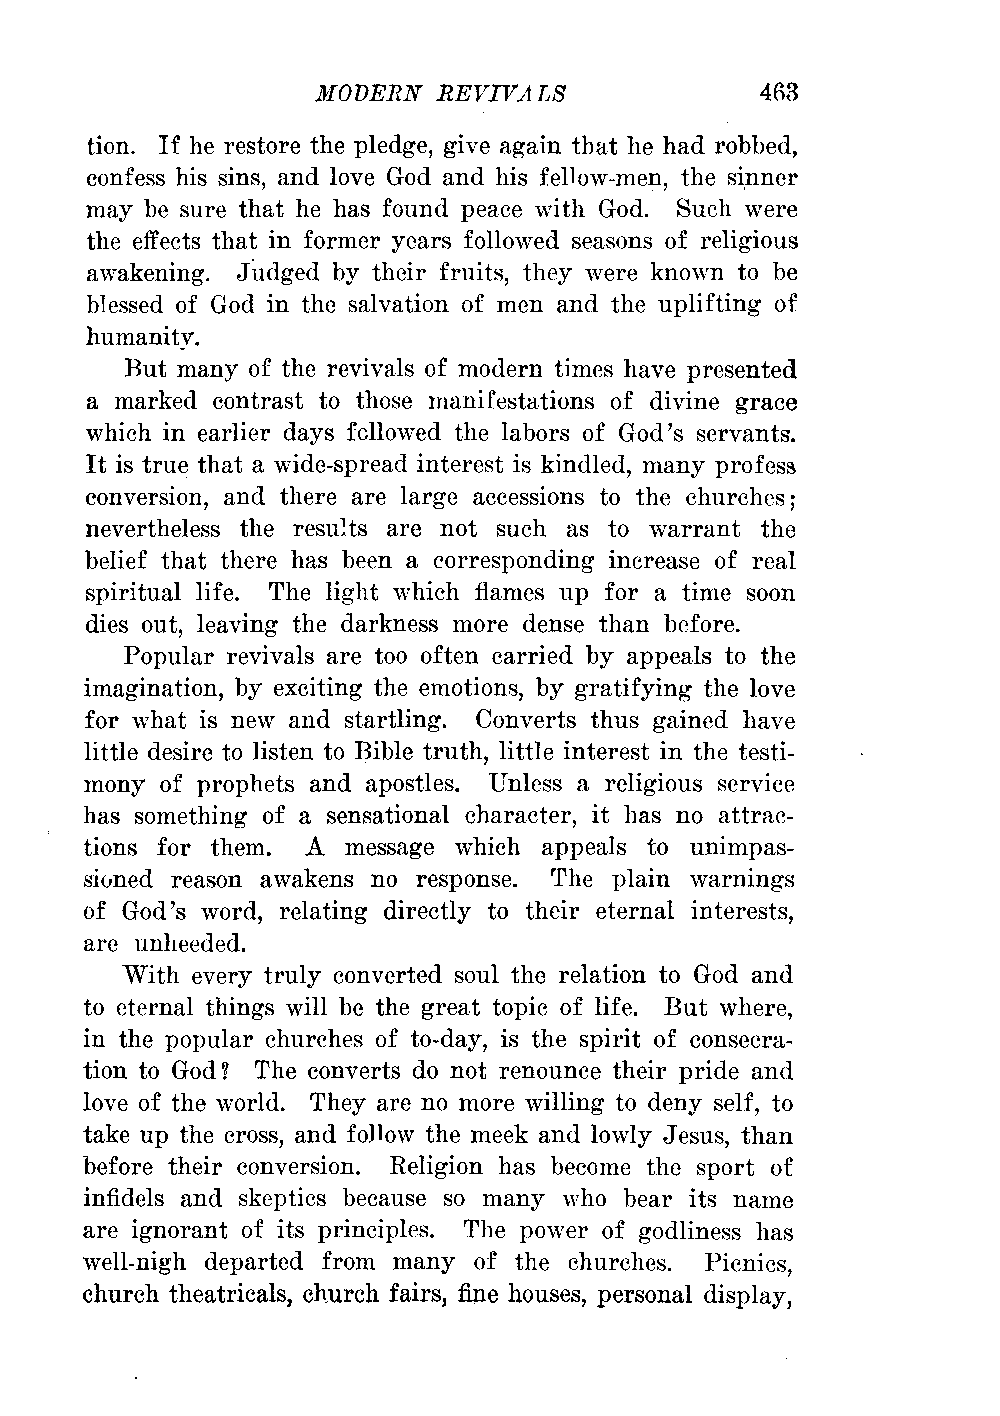 MODERN REVIVALS 463
tion. If he restore the pledge, give again that he had robbed,
confess his sins, and love God and his fellow-men, the sinner
may be sure that he has found peace with God. Such were
the effects that in former years followed seasons of religious
awakening. Judged by their fruits, they were known to be
blessed of God in the salvation of men and the uplifting of
humanity.
But many of the revivals of modern times have presented
a marked contrast to those manifestations of divine grace
which in earlier days followed the labors of God's servants.
It is true that a wide-spread interest is kindled, many profess
conversion, and there are large accessions to the churches;
nevertheless the results are not such as to warrant the
belief that there has been a corresponding increase of real
spiritual life. The light which flames up for a time soon
dies out, leaving the darkness more dense than before.
Popular revivals are too often carried by appeals to the
imagination, by exciting the emotions, by gratifying the love
for what is new and startling. Converts thus gained have
little desire to listen to Bible truth, little interest in the testi-
mony of prophets and apostles. Unless a religious service
has something of a sensational character, it has no attrac-
tions for them. A message which appeals to unimpas-
sioned reason awakens no response. The plain warnings
of God's word, relating directly to their eternal interests,
are unheeded.
With every truly converted soul the relation to God and
to eternal things will be the great topic of life. But where,
in the popular churches of to-day, is the spirit of consecra-
tion to God? The converts do not renounce their pride and
love of the world. They are no more willing to deny self, to
take up the cross, and follow the meek and lowly Jesus, than
before their conversion. Religion has become the sport of
infidels and skeptics because so many who bear its name
are ignorant of its principles. The power of godliness has
well-nigh departed from many of the churches. Picnics,
church theatricals, church fairs, fine houses, personal display,